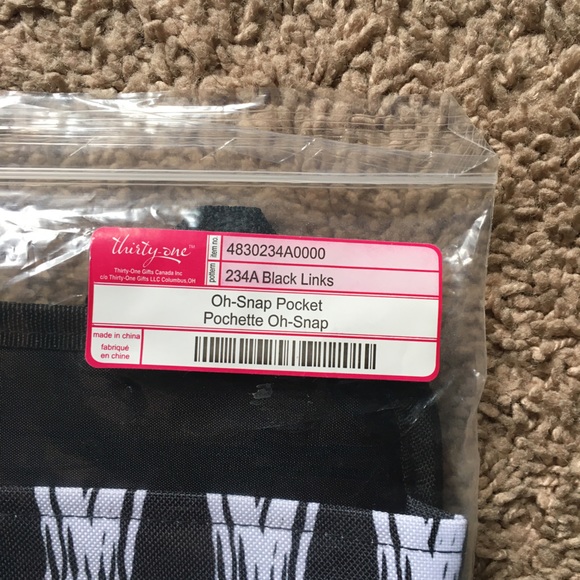 thirty-one™
Thirty-One Gifts Canada Inc
c/o Thirty-One Gifts LLC Columbus,OH
item no.
4830234A0000
pattern
234A Black Links
Oh-Snap Pocket
Pochette Oh-Snap
made in china
fabriqué
en chine